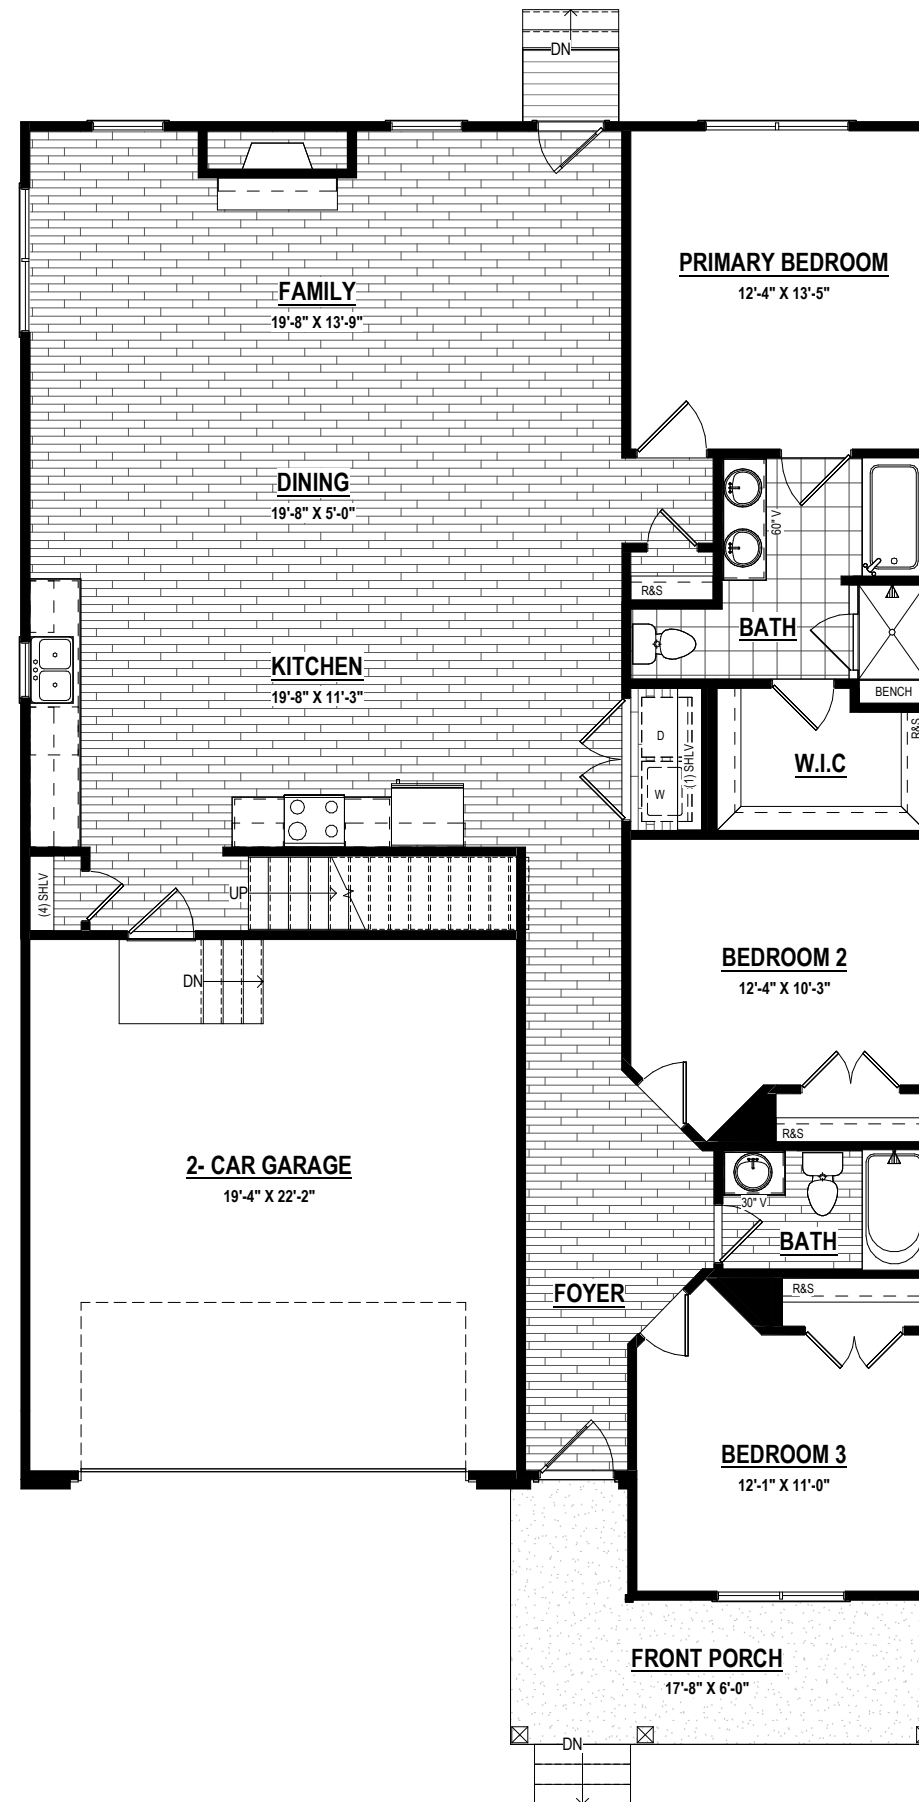 DN
PRIMARY BEDROOM
12'-4" X 13'-5"
FAMILY
19'-8" X 13'-9"
DINING
19'-8" X 5'-0"
60" V
R&S
BATH
KITCHEN
19'-8" X 11'-3"
BENCH
R&S
D
(1) SHLV
W.I.C
W
(4) SHLV
UP
BEDROOM 2
12'-4" X 10'-3"
DN
R&S
2- CAR GARAGE
19'-4" X 22'-2"
30" V
BATH
FOYER
R&S
BEDROOM 3
12'-1" X 11'-0"
FRONT PORCH
17'-8" X 6'-0"
DN